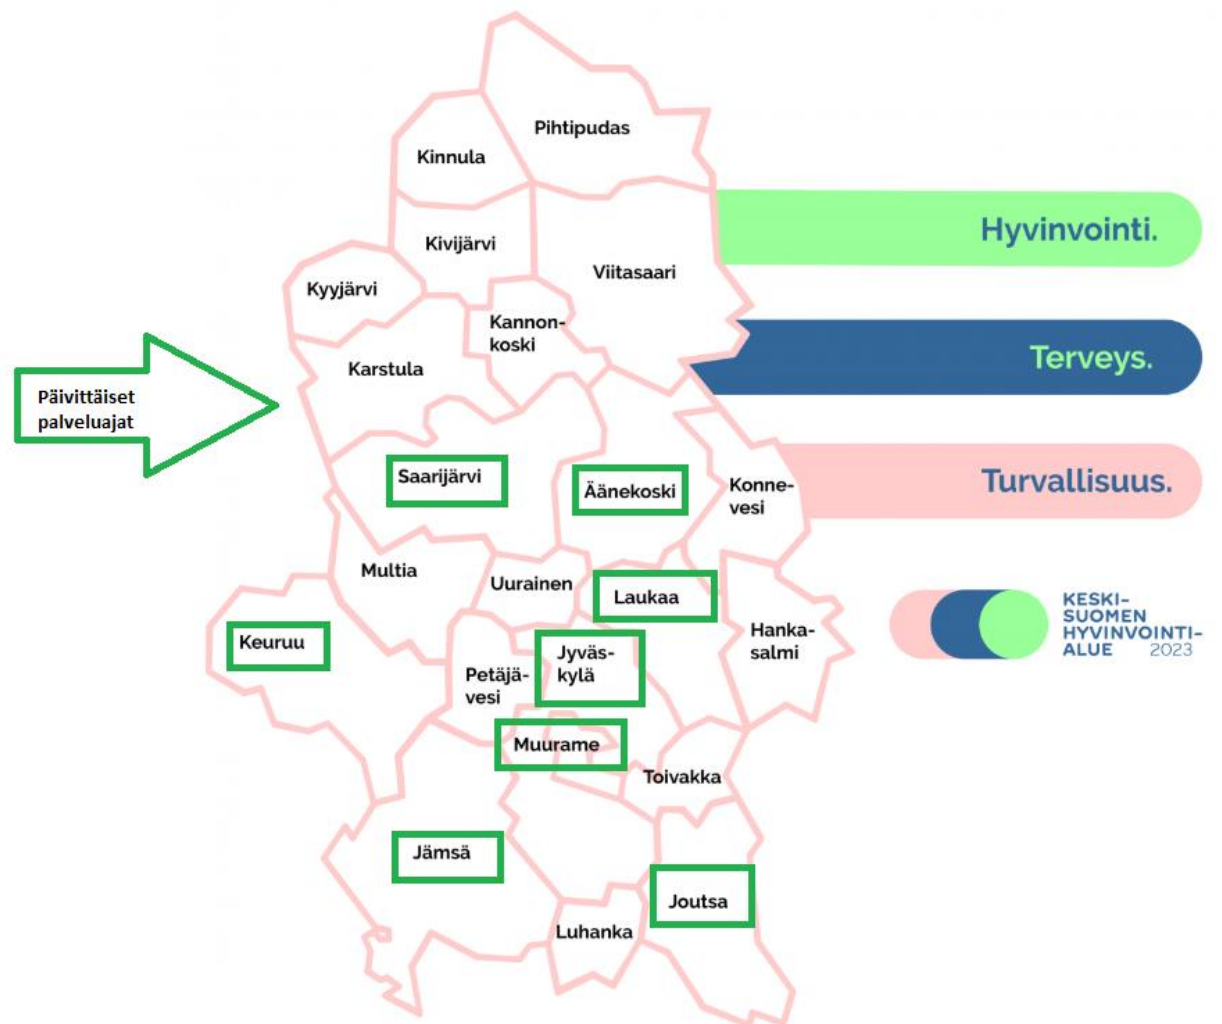 Pihtipudas
Kinnula
Hyvinvointi.
Kivijärvi
Viitasaari
Kyyjärvi
Kannon-
koski
Terveys.
Karstula
Päivittäiset
palveluajat
Saarijärvi
Äänekoski
Konne-
vesi
Turvallisuus.
Multia
Uurainen
Laukaa
KESKI-
SUOMEN
HYVINVOINTI-
ALUE 2023
Keuruu
Hanka-
salmi
Jyväs-
kylä
Petäjä-
vesi
Muurame
Toivakka
Jämsä
Joutsa
Luhanka